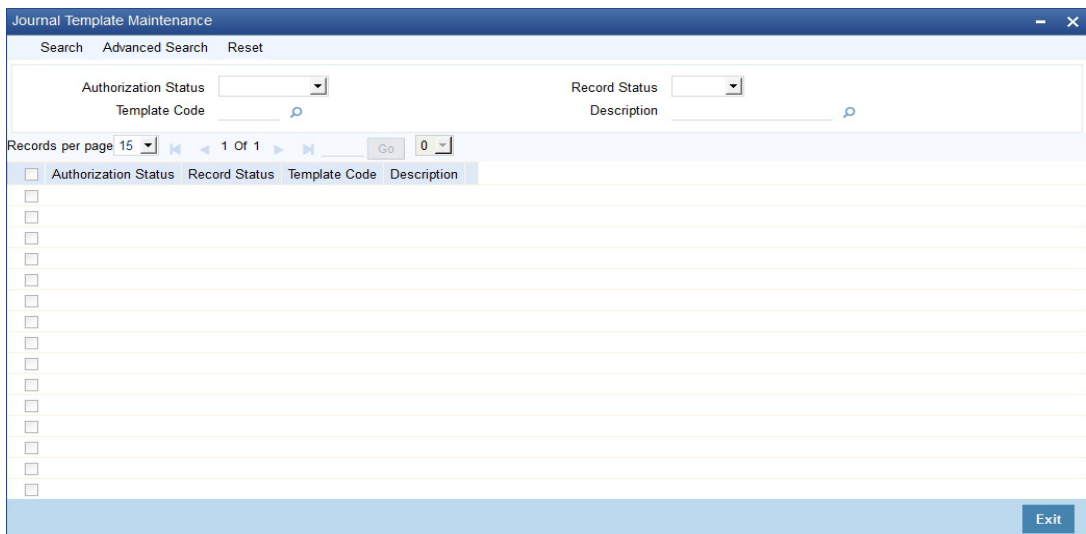 Journal Template Maintenance
Search Advanced Search Reset
Authorization Status Record Status
Template Code Description
Records per page 15 1 Of 1 Go 0
Authorization Status Record Status Template Code Description
Exit